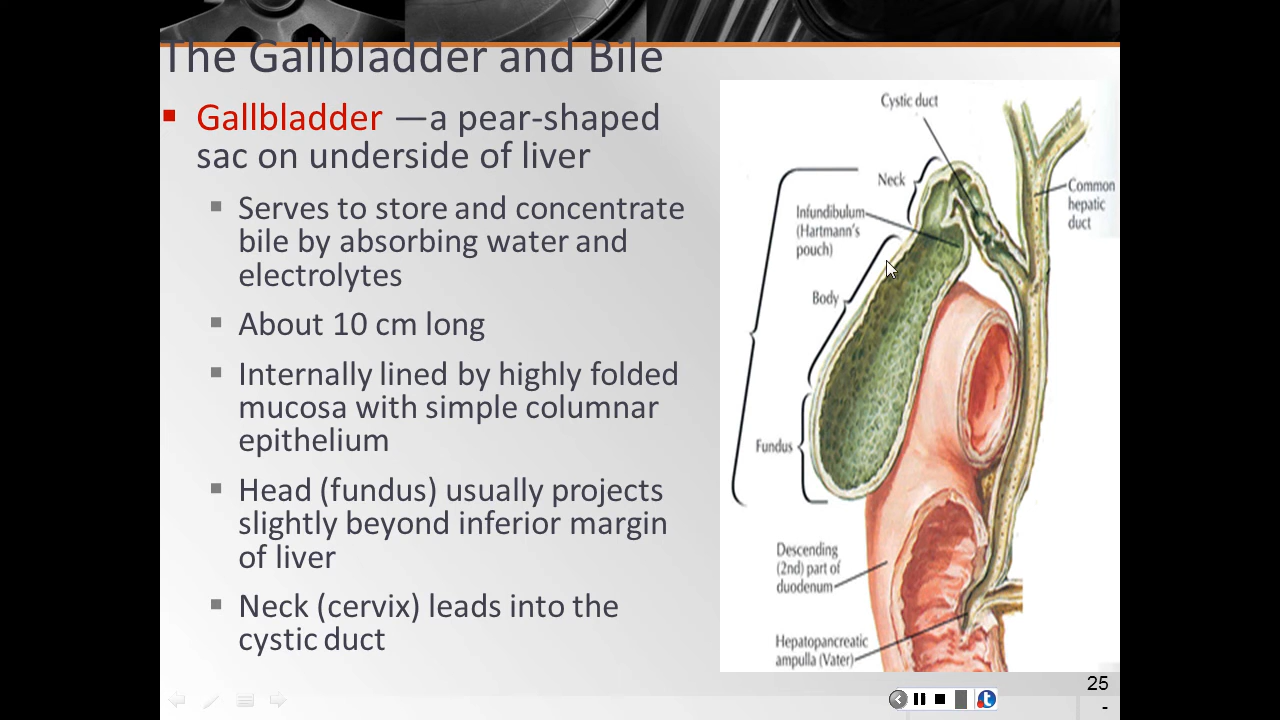 The Gallbladder and Bile
Gallbladder —a pear-shaped
sac on underside of liver
Serves to store and concentrate
bile by absorbing water and
electrolytes
About 10 cm long
Internally lined by highly folded
mucosa with simple columnar
epithelium
Head (fundus) usually projects
slightly beyond inferior margin
of liver
Neck (cervix) leads into the
cystic duct
Cystic duct
Neck
Common
hepatic
duct
Infundibulum
(Hartmann's
pouch)
Body
Fundus
Descending
(2nd) part of
duodenum
Hepatopancreatic
ampulla (Vater)
25
-
t